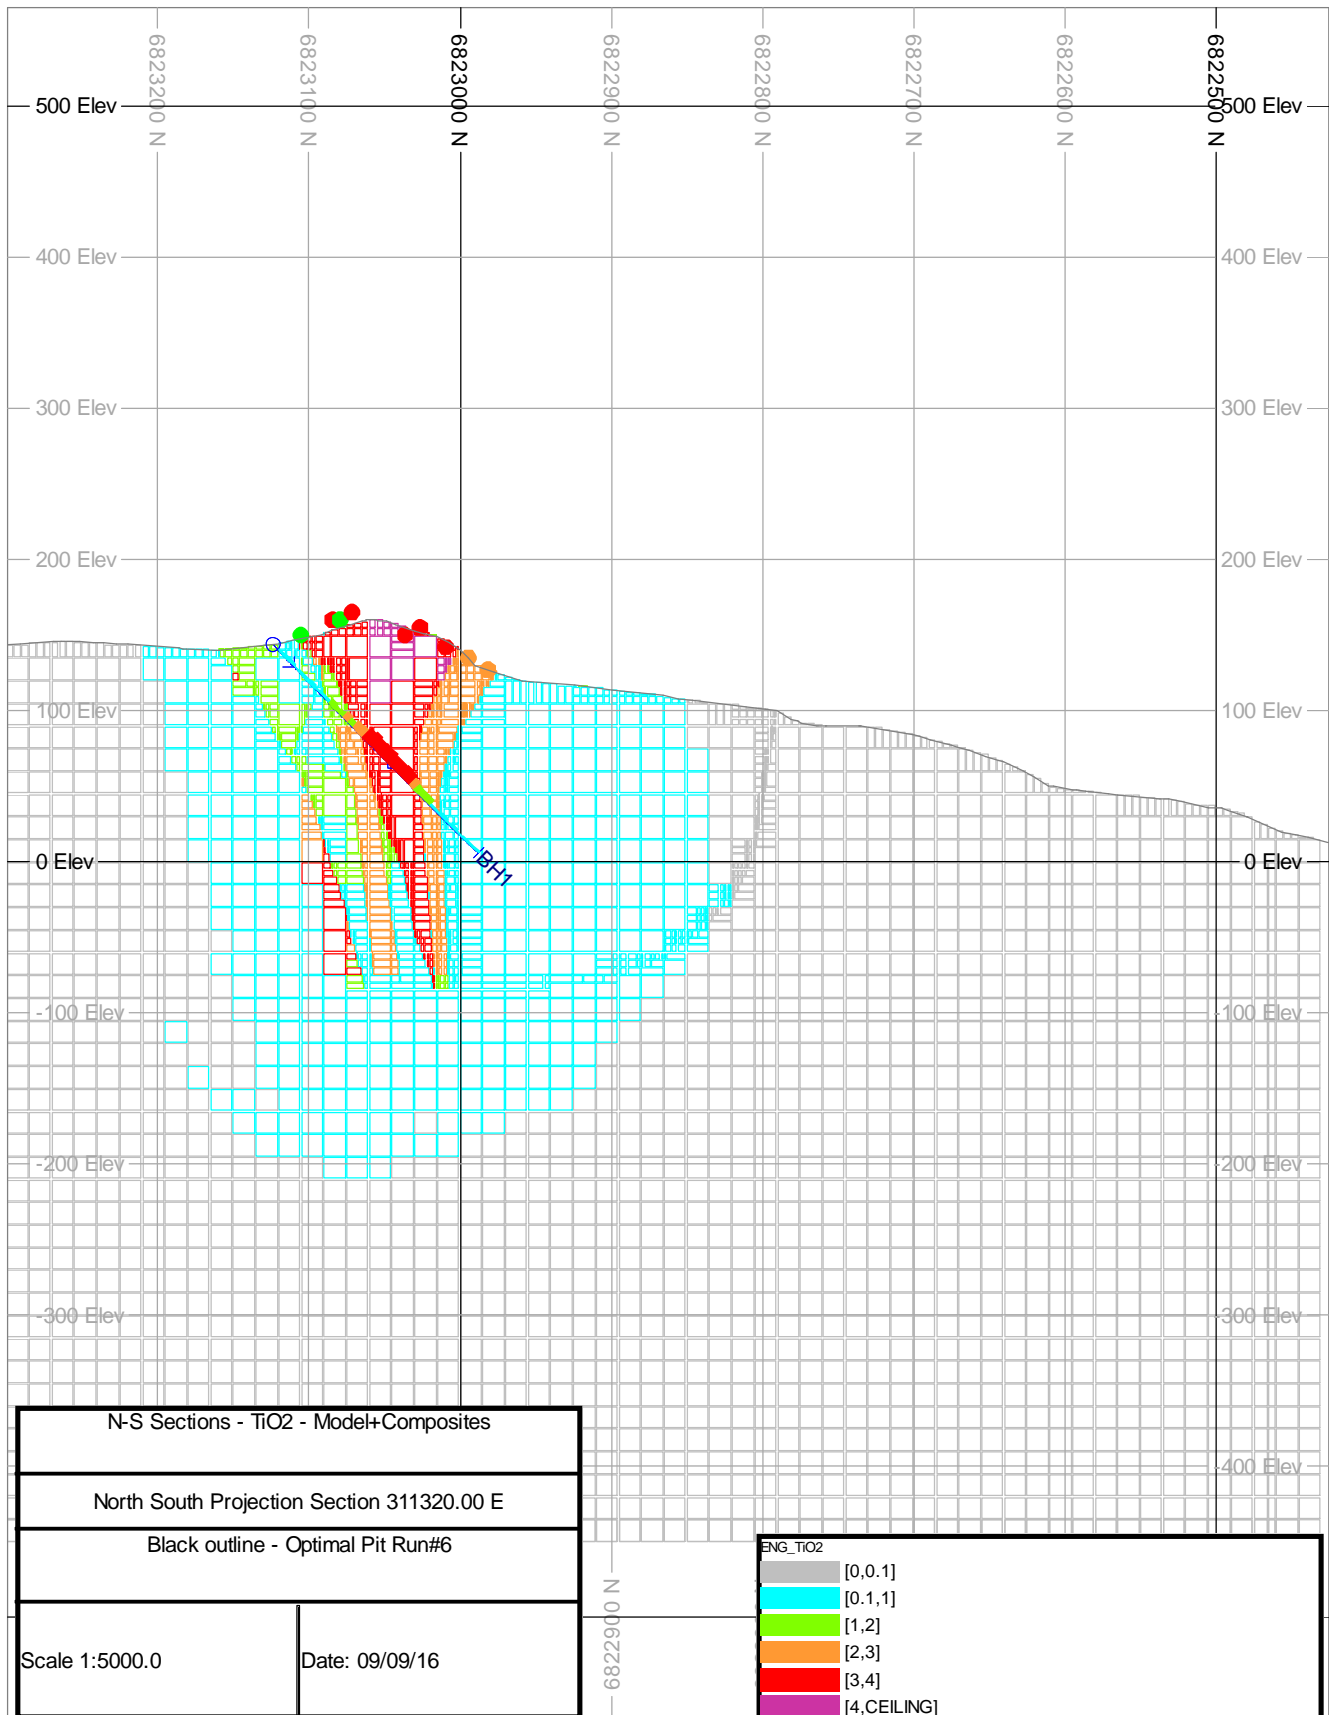 6823200 N
6823100 N
6823000 N
6822900 N
6822800 N
6822700 N
6822600 N
6822500 N
500 Elev
500 Elev
400 Elev
400 Elev
300 Elev
300 Elev
200 Elev
200 Elev
100 Elev
100 Elev
0 Elev
0 Elev
BH1
-100 Elev
-100 Elev
-200 Elev
-200 Elev
-300 Elev
-300 Elev
-400 Elev
N-S Sections - TiO2 - Model+Composites
North South Projection Section 311320.00 E
Black outline - Optimal Pit Run#6
Scale 1:5000.0
Date: 09/09/16
6822900 N
ENG_TiO2
[0,0.1]
[0.1,1]
[1,2]
[2,3]
[3,4]
[4,CEILING]